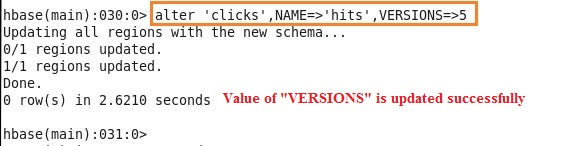 hbase(main):030:0> alter 'clicks',NAME=>'hits',VERSIONS=>5
Updating all regions with the new schema...
0/1 regions updated.
1/1 regions updated.
Done.
0 row(s) in 2.6210 seconds Value of "VERSIONS" is updated successfully
hbase(main):031:0>